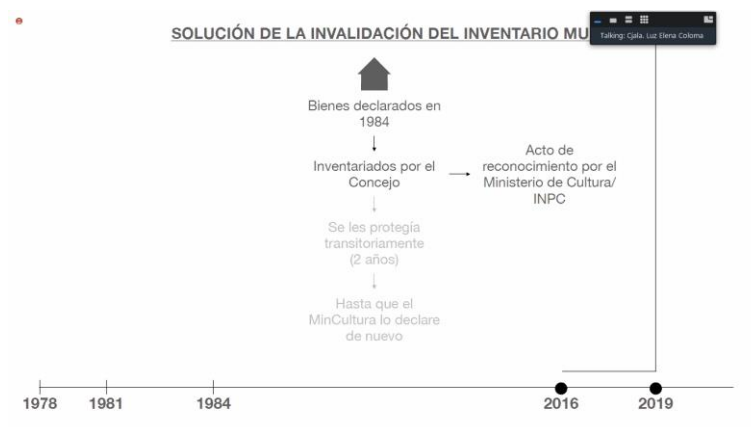 SOLUCIÓN DE LA INVALIDACIÓN DEL INVENTARIO MU
Talking: Cjala. Luz Elena Coloma
Bienes declarados en
1984
Inventariados por el
Concejo
Acto de
reconocimiento por el
Ministerio de Cultura/
INPC
Se les protegía
transitoriamente
(2 años)
Hasta que el
MinCultura lo declare
de nuevo
1978 1981 1984 2016 2019